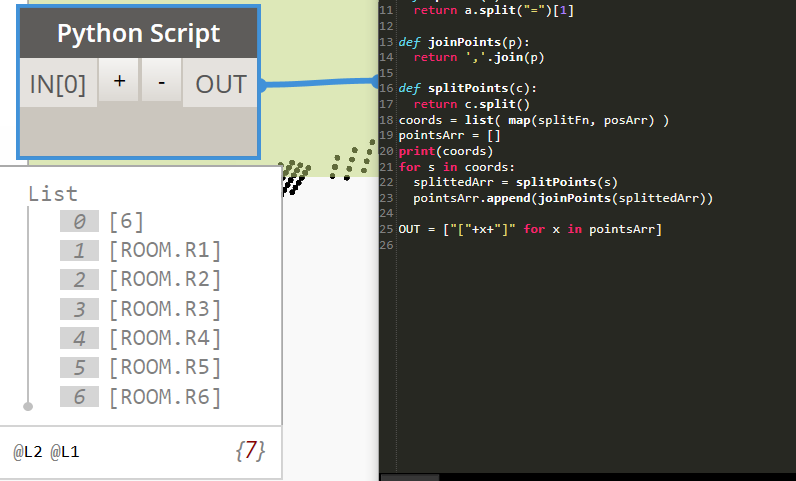 Python Script
IN[0] + - OUT
List
0 [6]
1 [ROOM.R1]
2 [ROOM.R2]
3 [ROOM.R3]
4 [ROOM.R4]
5 [ROOM.R5]
6 [ROOM.R6]
@L2 @L1 {7}
11 return a.split("=")[1]
12
13 def joinPoints(p):
14 return ','.join(p)
15
16 def splitPoints(c):
17 return c.split()
18 coords = list( map(splitFn, posArr) )
19 pointsArr = []
20 print(coords)
21 for s in coords:
22 splittedArr = splitPoints(s)
23 pointsArr.append(joinPoints(splittedArr))
24
25 OUT = ["["+x+"]" for x in pointsArr]
26